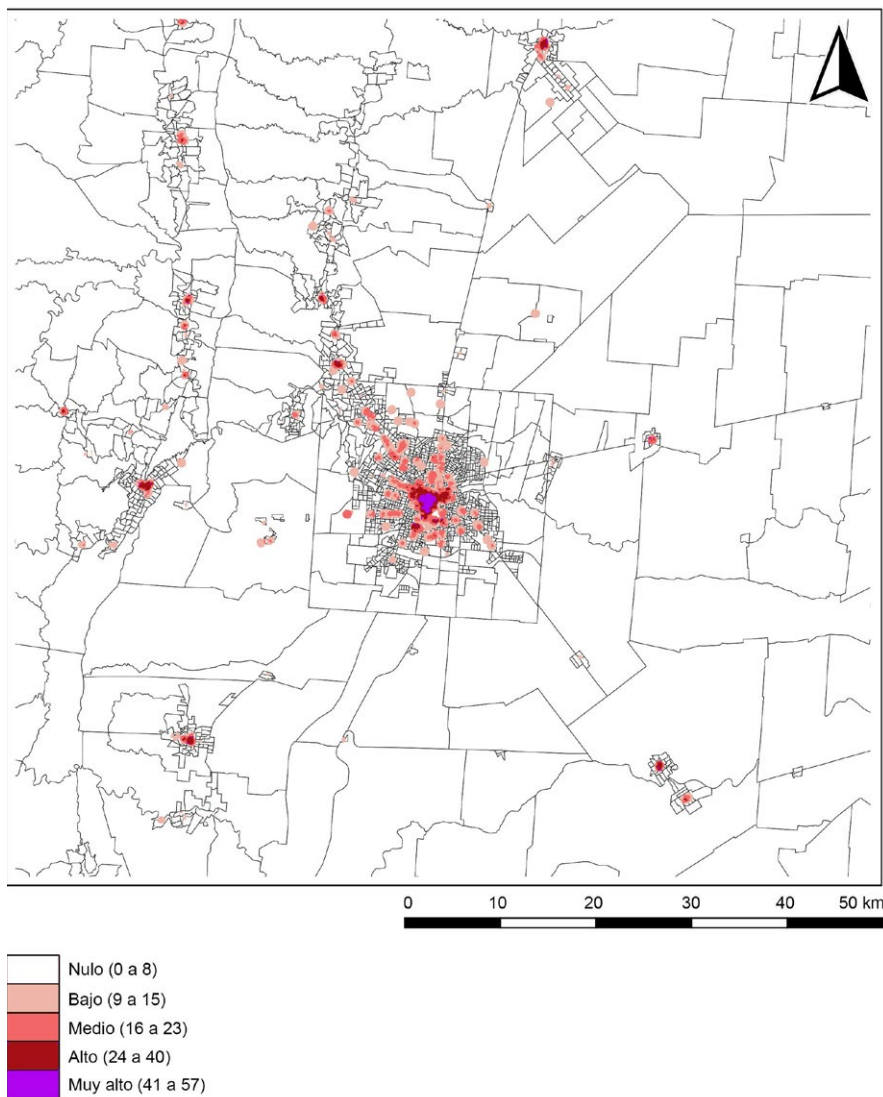 0 10 20 30 40 50 km
Nulo (0 a 8)
Bajo (9 a 15)
Medio (16 a 23)
Alto (24 a 40)
Muy alto (41 a 57)